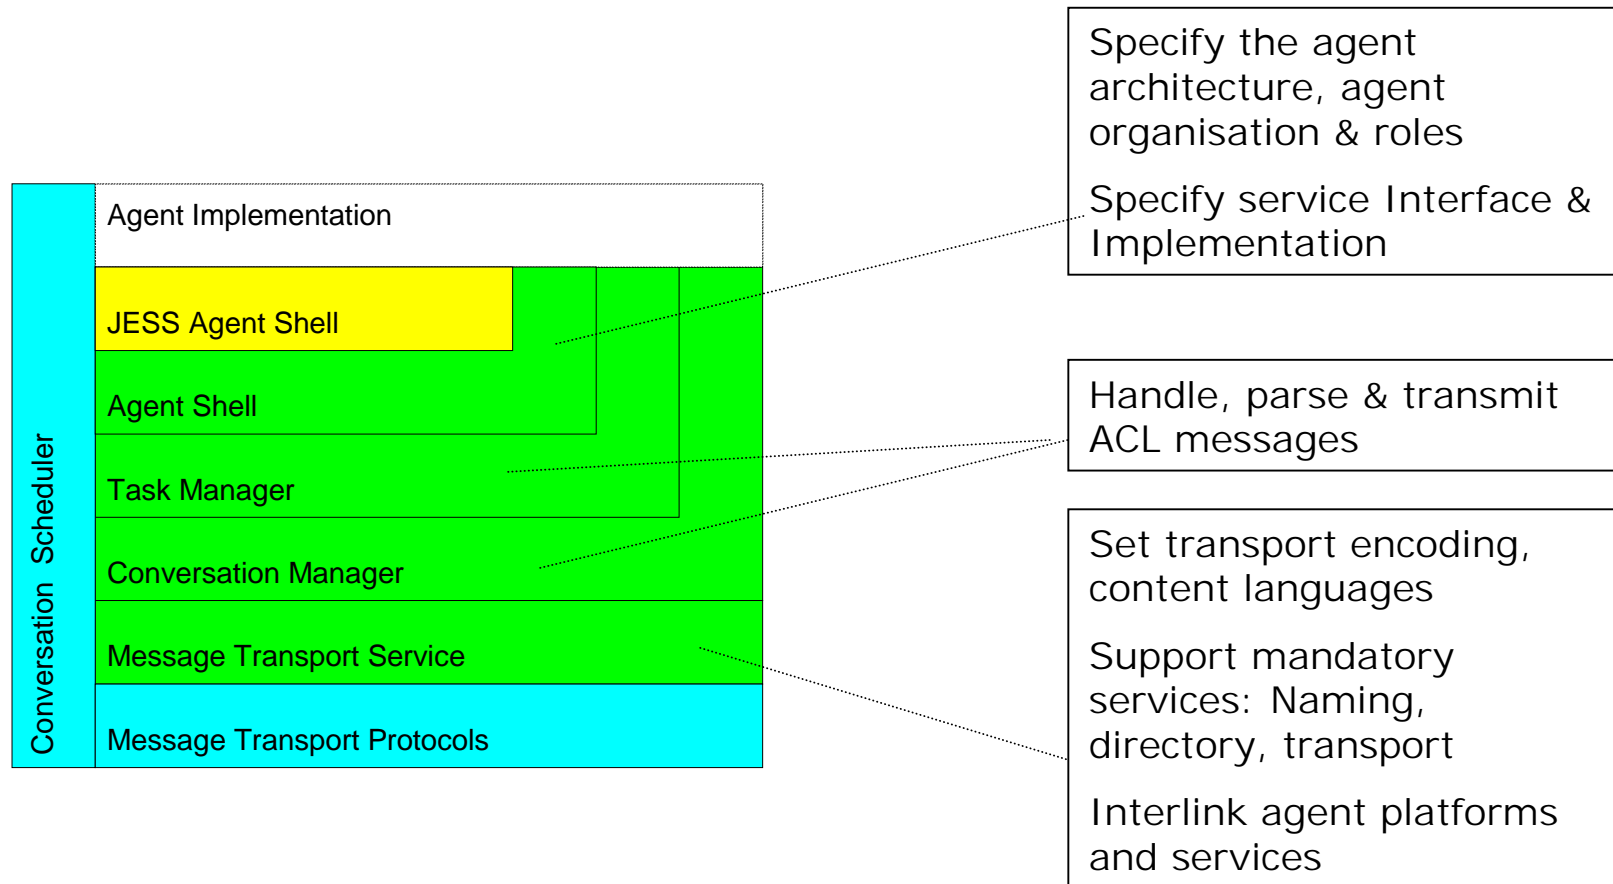 Specify the agent
architecture, agent
organisation & roles
Specify service Interface &
Implementation
Agent Implementation
JESS Agent Shell
Agent Shell
Task Manager
Conversation Manager
Message Transport Service
Message Transport Protocols
Conversation Scheduler
Handle, parse & transmit
ACL messages
Set transport encoding,
content languages
Support mandatory
services: Naming,
directory, transport
Interlink agent platforms
and services